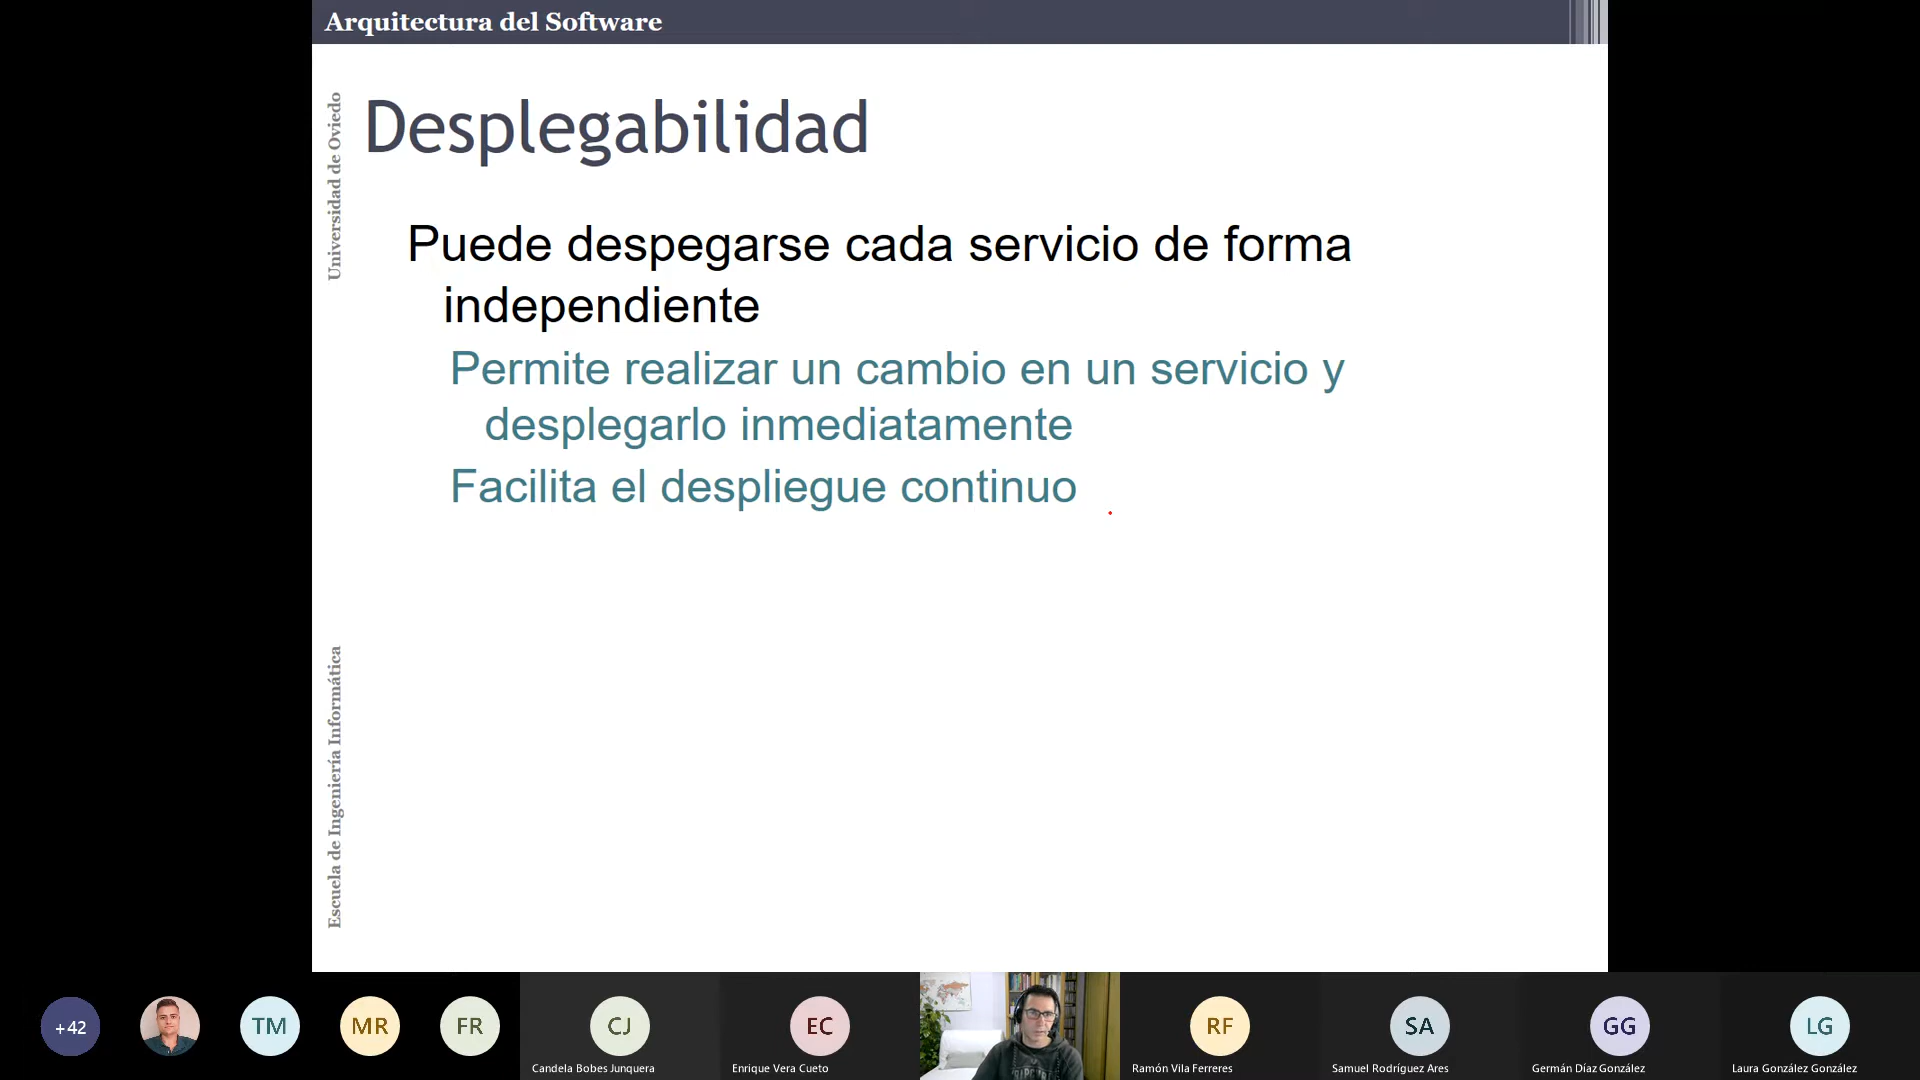 Arquitectura del Software
Universidad de Oviedo
Desplegabilidad
Puede despegarse cada servicio de forma
independiente
Permite realizar un cambio en un servicio y
desplegarlo inmediatamente
Facilita el despliegue continuo
Escuela de Ingeniería Informática
+42
TM
MR
FR
CJ
EC
RF
SA
GG
LG
Candela Bobes Junquera
Enrique Vera Cueto
Ramón Vila Ferreres
Samuel Rodríguez Ares
Germán Díaz González
Laura González González